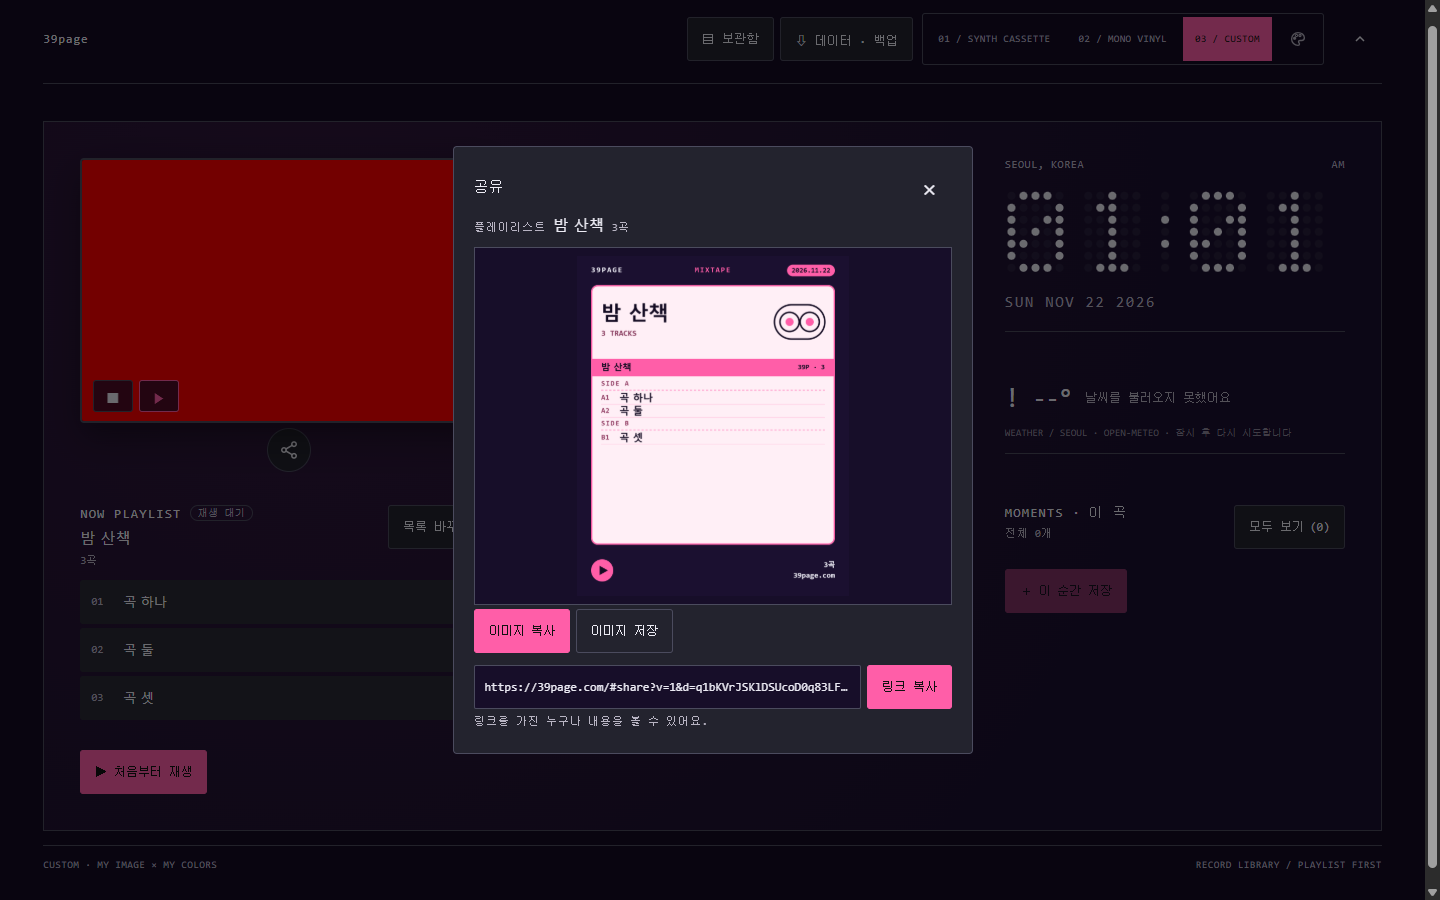 39page
보관함
데이터 · 백업
01 / SYNTH CASSETTE
02 / MONO VINYL
03 / CUSTOM
공유
플레이리스트 밤 산책 3곡
39PAGE
MIXTAPE
2026.11.22
밤 산책
3 TRACKS
밤 산책
39P · 3
SIDE A
A1 곡 하나
A2 곡 둘
SIDE B
B1 곡 셋
3곡
39page.com
이미지 복사
이미지 저장
https://39page.com/#share?v=1&d=q1bKVrJSKlDSUcoD0q83LF…
링크 복사
링크를 가진 누구나 내용을 볼 수 있어요.
NOW PLAYLIST
재생 대기
밤 산책
3곡
목록 바꾸
01 곡 하나
02 곡 둘
03 곡 셋
처음부터 재생
SEOUL, KOREA
AM
01:01
SUN NOV 22 2026
! --° 날씨를 불러오지 못했어요
WEATHER / SEOUL · OPEN-METEO · 잠시 후 다시 시도합니다
MOMENTS · 이 곡
전체 0개
모두 보기 (0)
+ 이 순간 저장
CUSTOM · MY IMAGE × MY COLORS
RECORD LIBRARY / PLAYLIST FIRST